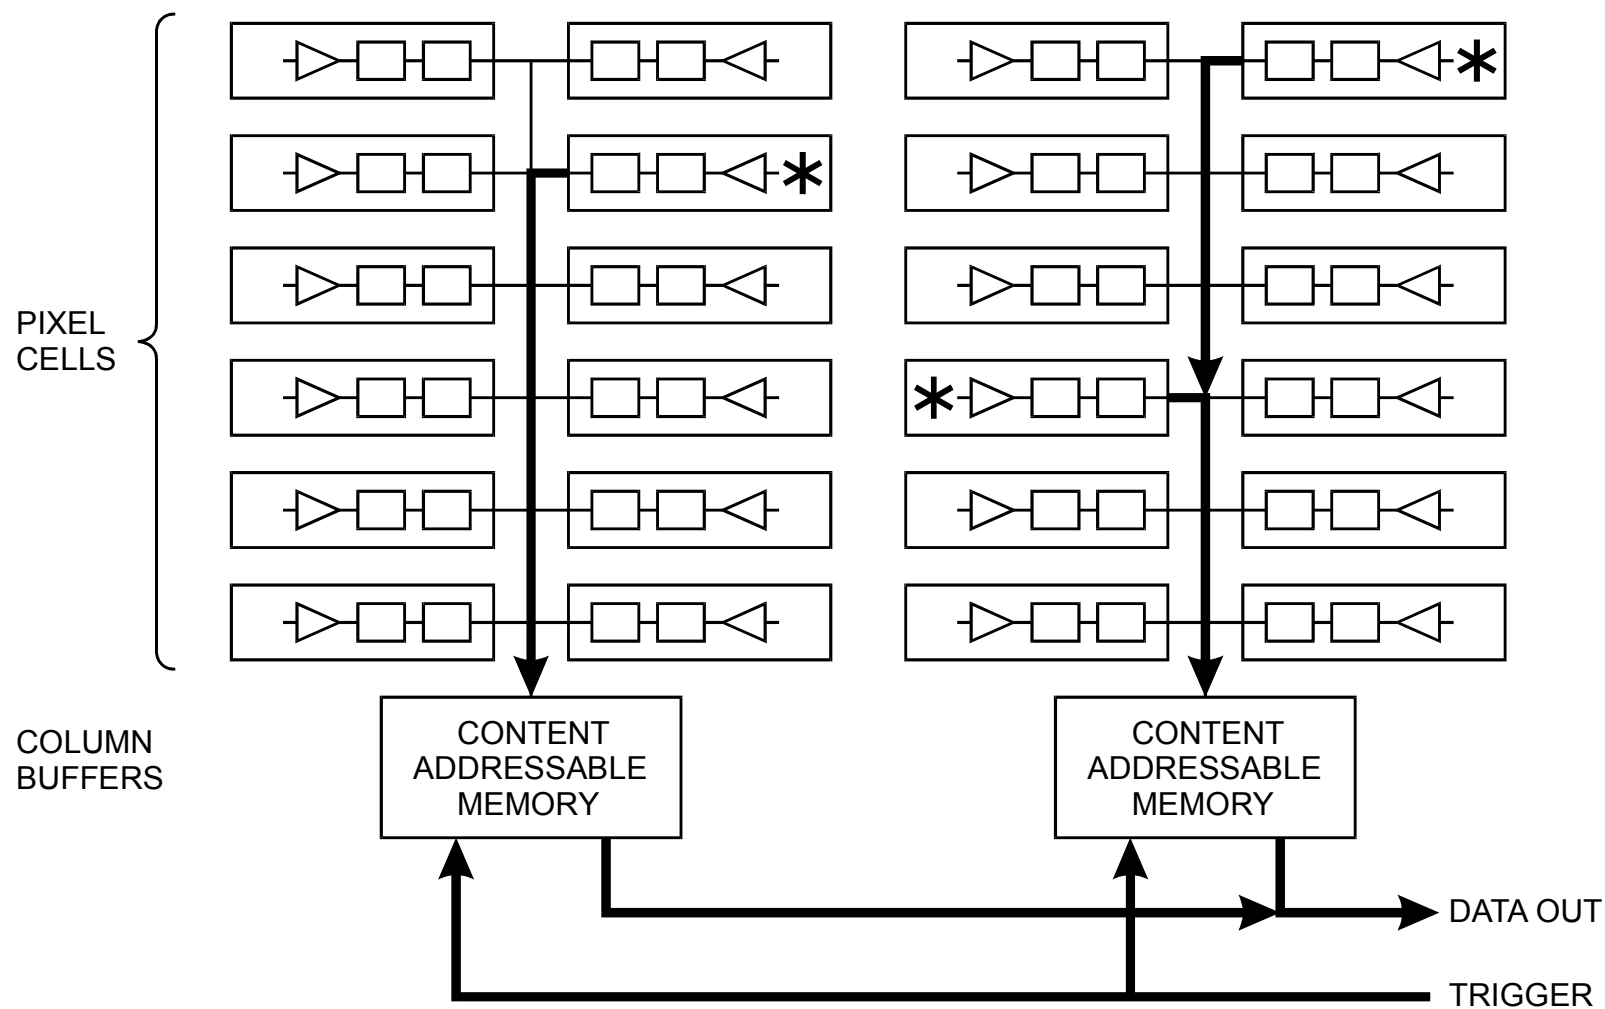 PIXEL
CELLS
COLUMN
BUFFERS
CONTENT
ADDRESSABLE
MEMORY
CONTENT
ADDRESSABLE
MEMORY
DATA OUT
TRIGGER